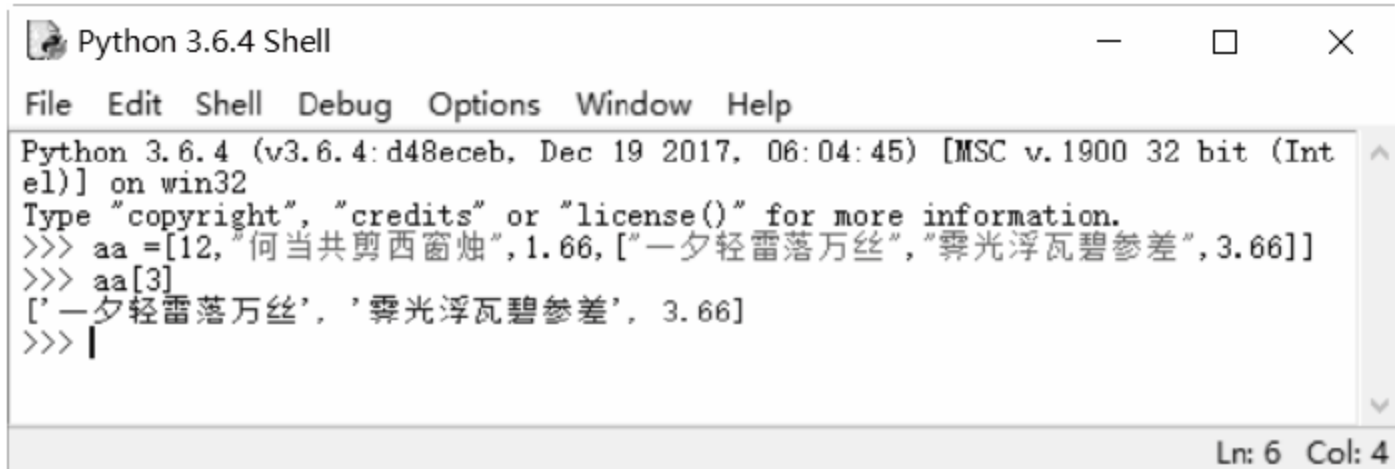 Python 3.6.4 Shell
File Edit Shell Debug Options Window Help
Python 3.6.4 (v3.6.4:d48eceb, Dec 19 2017, 06:04:45) [MSC v.1900 32 bit (Int
el)] on win32
Type "copyright", "credits" or "license()" for more information.
>>> aa =[12,"何当共剪西窗烛",1.66,["一夕轻雷落万丝","霁光浮瓦碧参差",3.66]]
>>> aa[3]
['一夕轻雷落万丝', '霁光浮瓦碧参差', 3.66]
>>>
Ln: 6 Col: 4